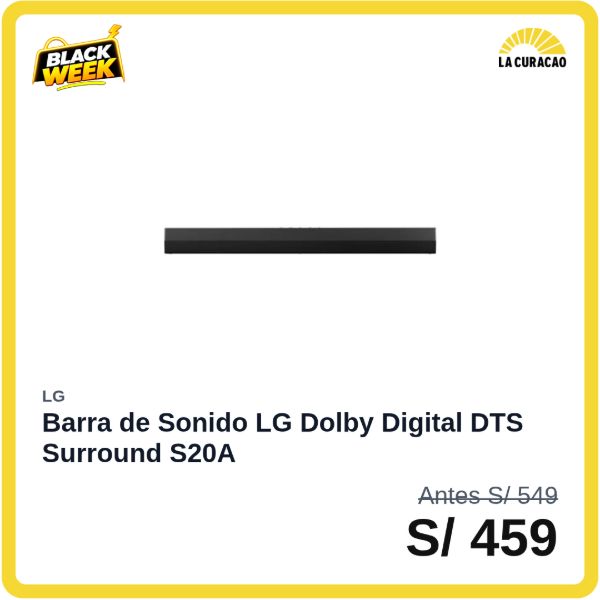 BLACK
WEEK
LA CURACAO
LG
Barra de Sonido LG Dolby Digital DTS
Surround S20A
Antes S/ 549
S/ 459